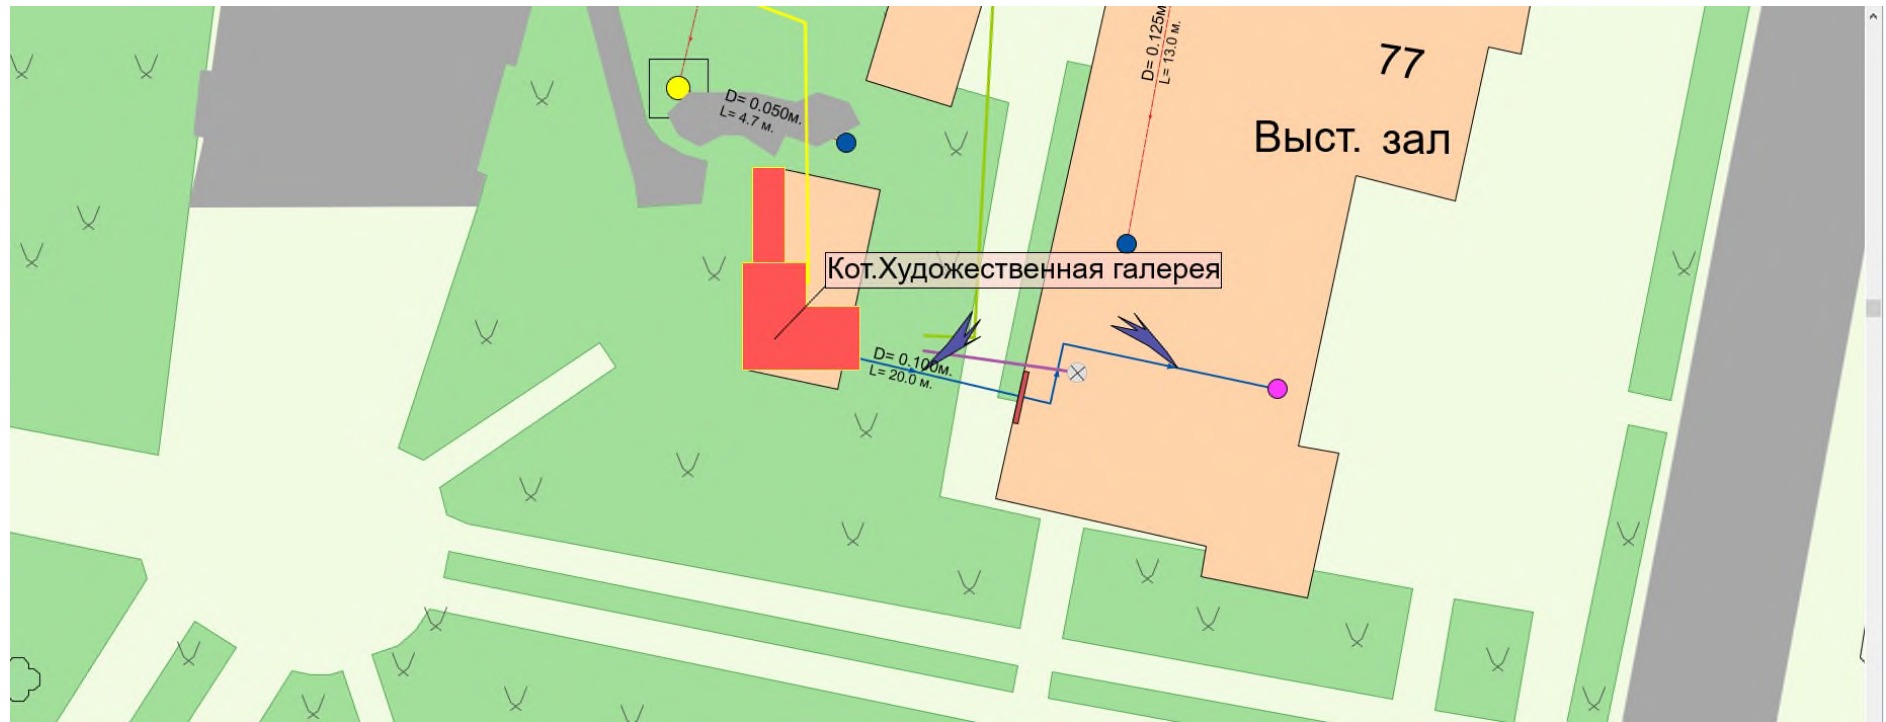 D= 0.125м
L= 13.0 м.
77
D= 0.050м.
L= 4.7 м.
Выст. зал
Кот.Художественная галерея
D= 0.100м.
L= 20.0 м.